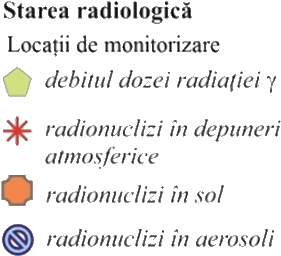 Starea radiologică
Locații de monitorizare
debitul dozei radiației γ
radionuclizi în depuneri
atmosferice
radionuclizi în sol
radionuclizi în aerosoli